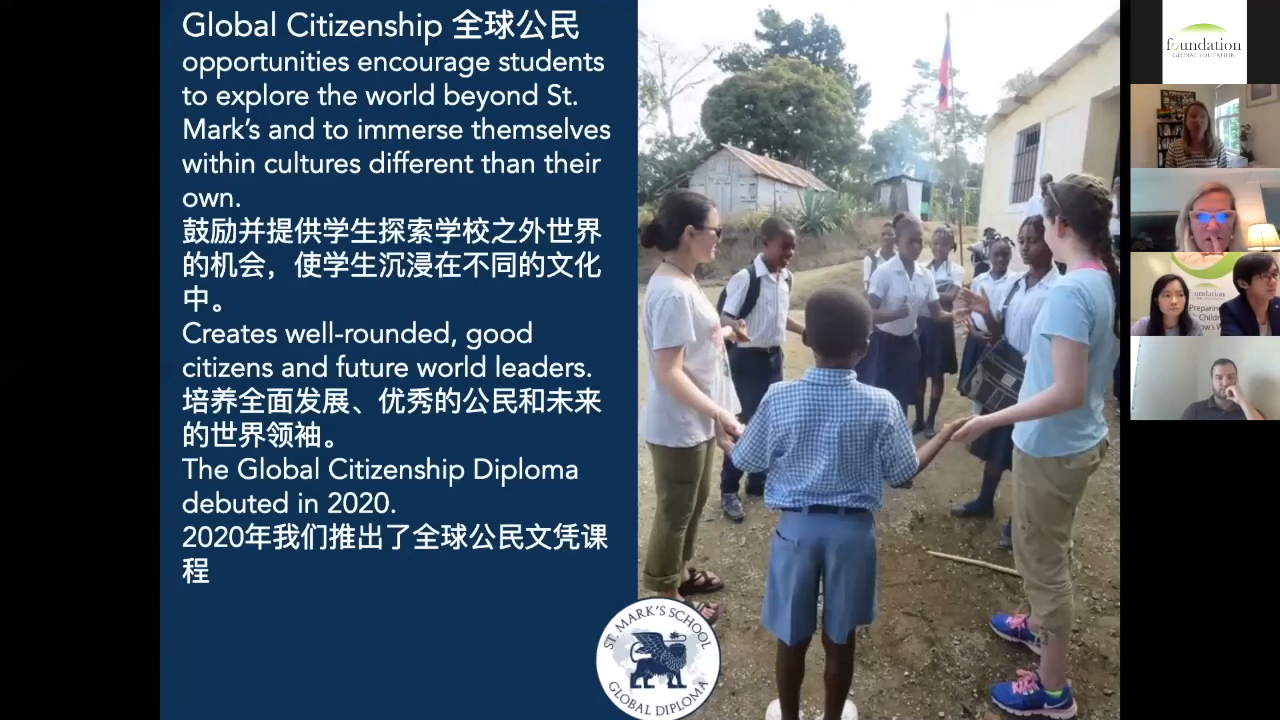 Global Citizenship 全球公民
opportunities encourage students
to explore the world beyond St.
Mark's and to immerse themselves
within cultures different than their
own.
鼓励并提供学生探索学校之外世界
的机会，使学生沉浸在不同的文化
中。
Creates well-rounded, good
citizens and future world leaders.
培养全面发展、优秀的公民和未来
的世界领袖。
The Global Citizenship Diploma
debuted in 2020.
2020年我们推出了全球公民文凭课
程
ST. MARK'S SCHOOL
GLOBAL DIPLOMA
foundation
GLOBAL EDUCATION
foundation
Preparing
Childre